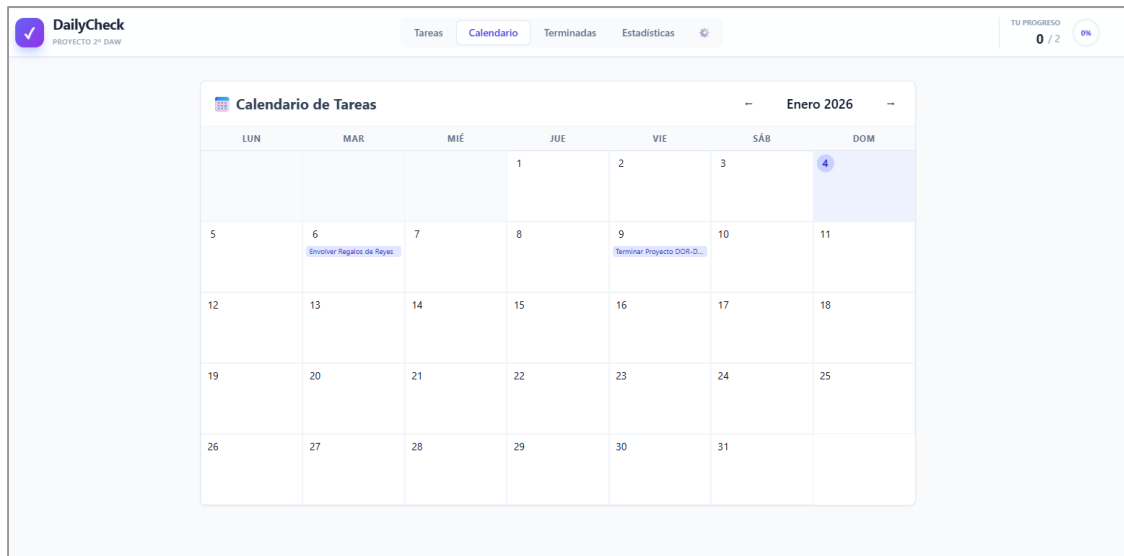 DailyCheck
PROYECTO 2º DAW
Tareas Calendario Terminadas Estadísticas
TU PROGRESO
0 / 2 0%
Calendario de Tareas ← Enero 2026 →
LUN MAR MIÉ JUE VIE SÁB DOM
1 2 3 4
5 6 7 8 9 10 11
Envolver Regalos de Reyes Terminar Proyecto DOR-D...
12 13 14 15 16 17 18
19 20 21 22 23 24 25
26 27 28 29 30 31